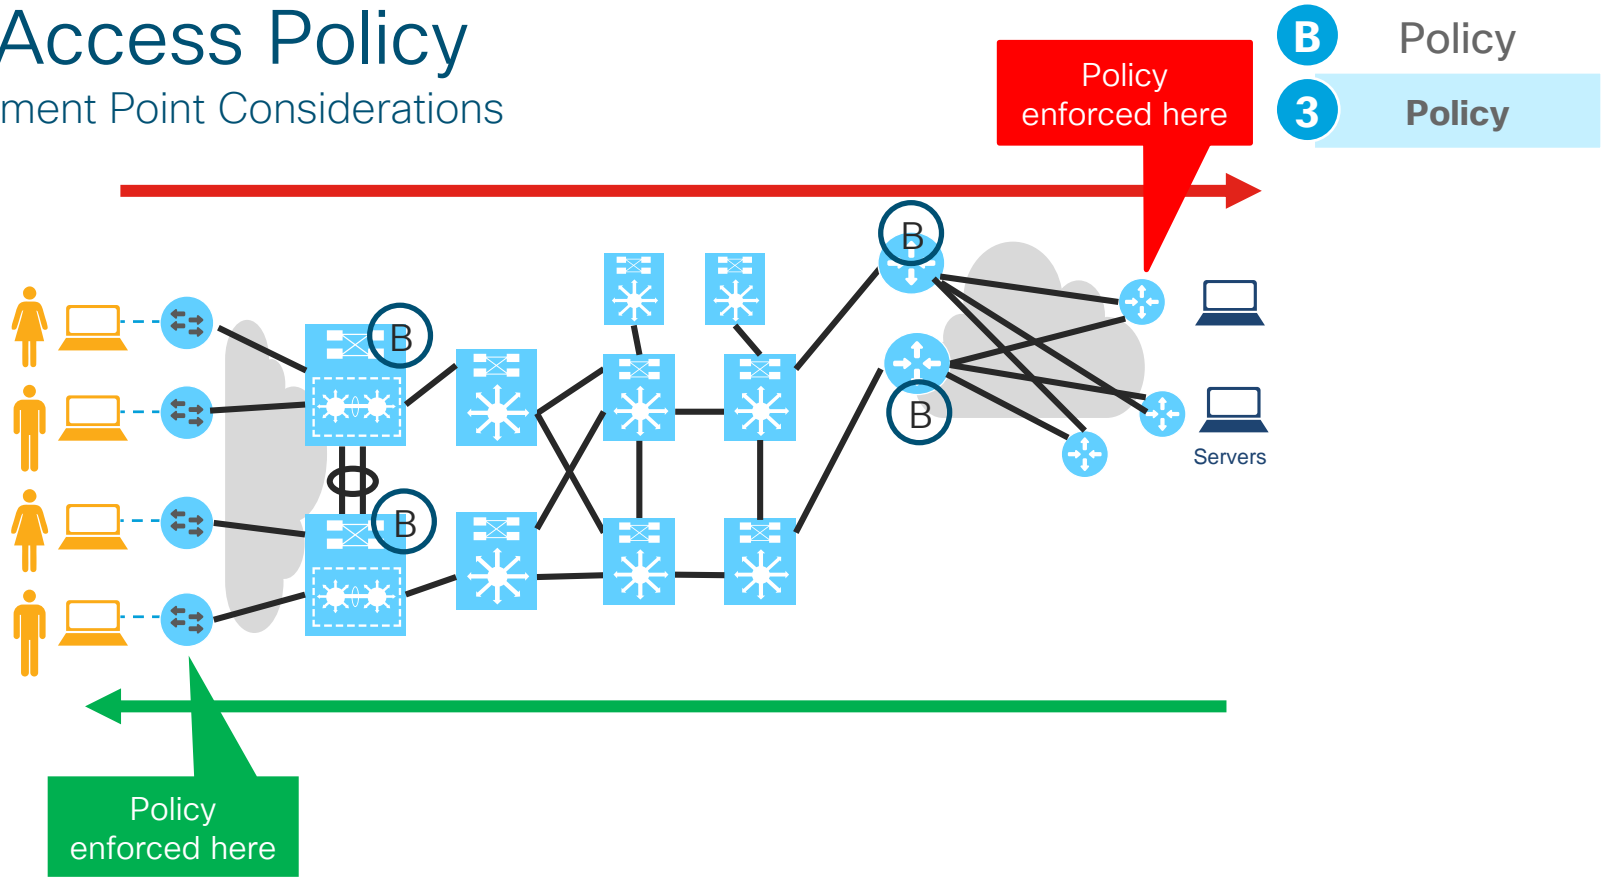 Access Policy
ment Point Considerations
B Policy
3 Policy
Policy
enforced here
B
B
B
B
Servers
Policy
enforced here